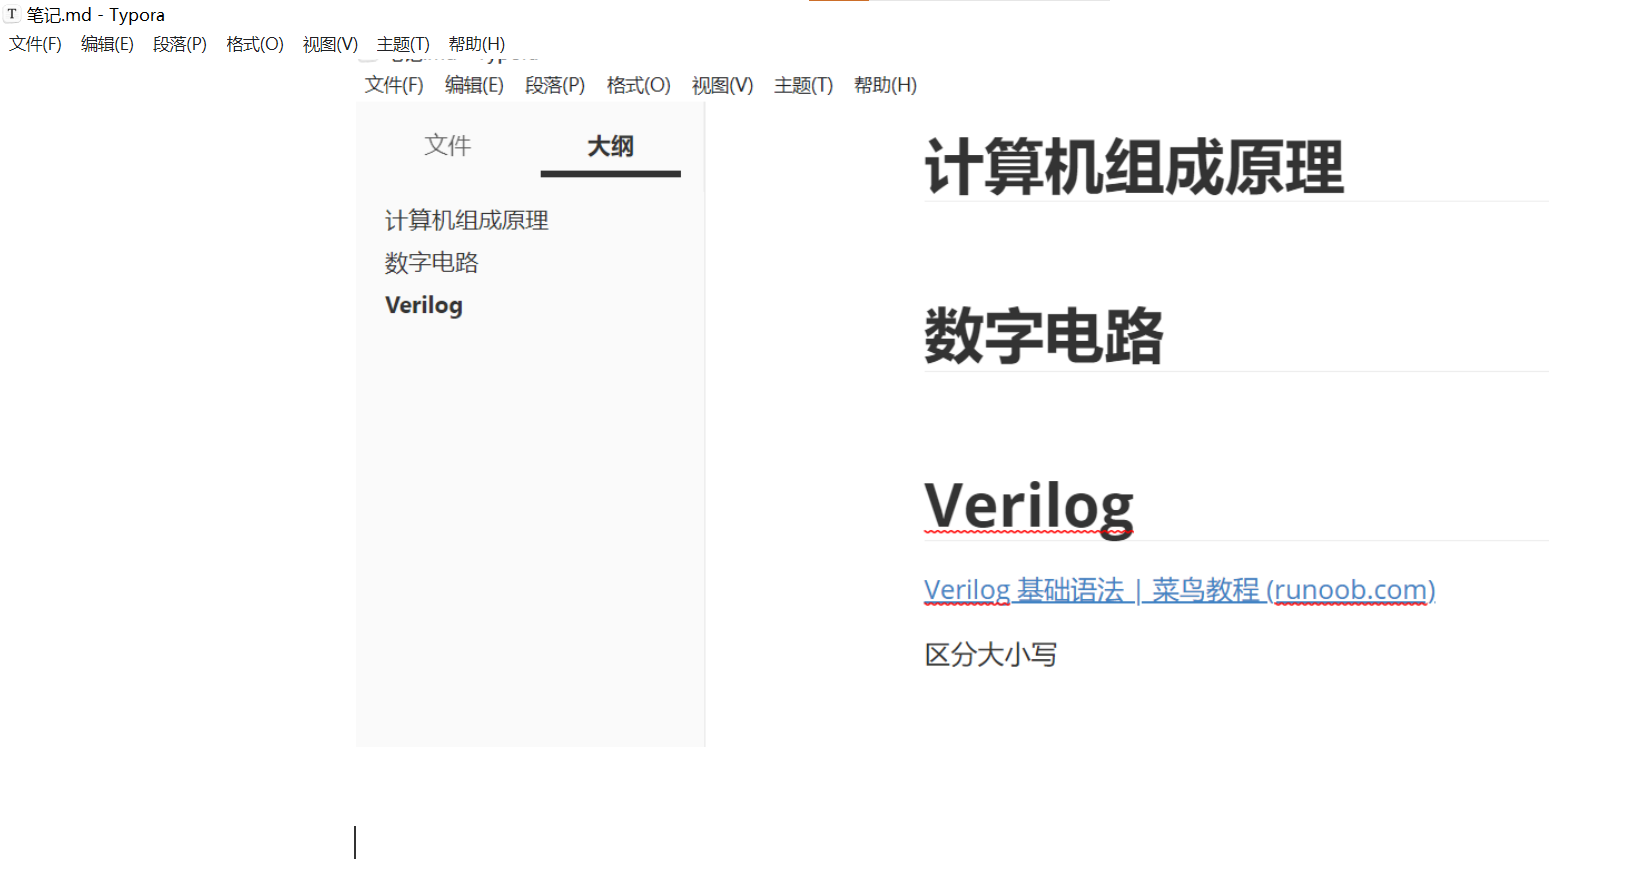 T 笔记.md - Typora
文件(F) 编辑(E) 段落(P) 格式(O) 视图(V) 主题(T) 帮助(H)
文件(F) 编辑(E) 段落(P) 格式(O) 视图(V) 主题(T) 帮助(H)
文件 大纲
计算机组成原理
数字电路
Verilog
计算机组成原理
数字电路
Verilog
Verilog 基础语法 | 菜鸟教程 (runoob.com)
区分大小写